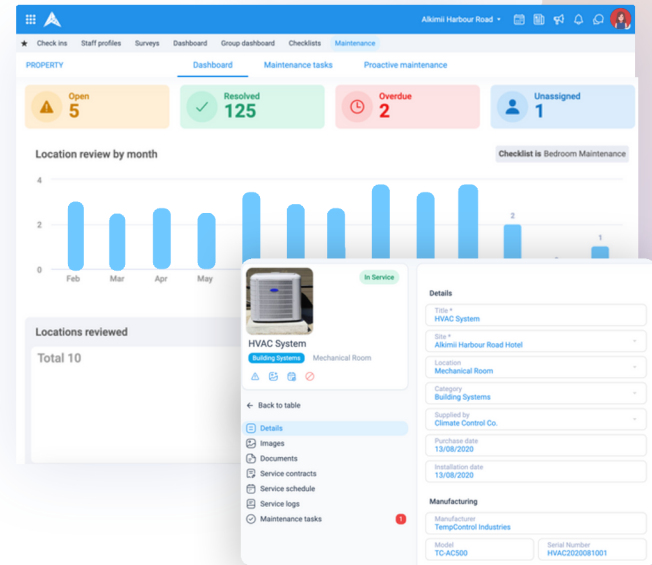 Alkimii Harbour Road
Check ins Staff profiles Surveys Dashboard Group dashboard Checklists Maintenance
PROPERTY Dashboard Maintenance tasks Proactive maintenance
Open
5
Resolved
125
Overdue
2
Unassigned
1
Location review by month
Checklist is Bedroom Maintenance
4
2
0
2
1
Feb Mar Apr May
Locations reviewed
Total 10
In Service
HVAC System
Building Systems Mechanical Room
Back to table
Details
Images
Documents
Service contracts
Service schedule
Service logs
Maintenance tasks 1
Details
Title *
HVAC System
Site *
Alkimii Harbour Road Hotel
Location
Mechanical Room
Category
Building Systems
Supplied by
Climate Control Co.
Purchase date
13/08/2020
Installation date
13/08/2020
Manufacturing
Manufacturer
TempControl Industries
Model
TC-AC500
Serial Number
HVAC2020081001